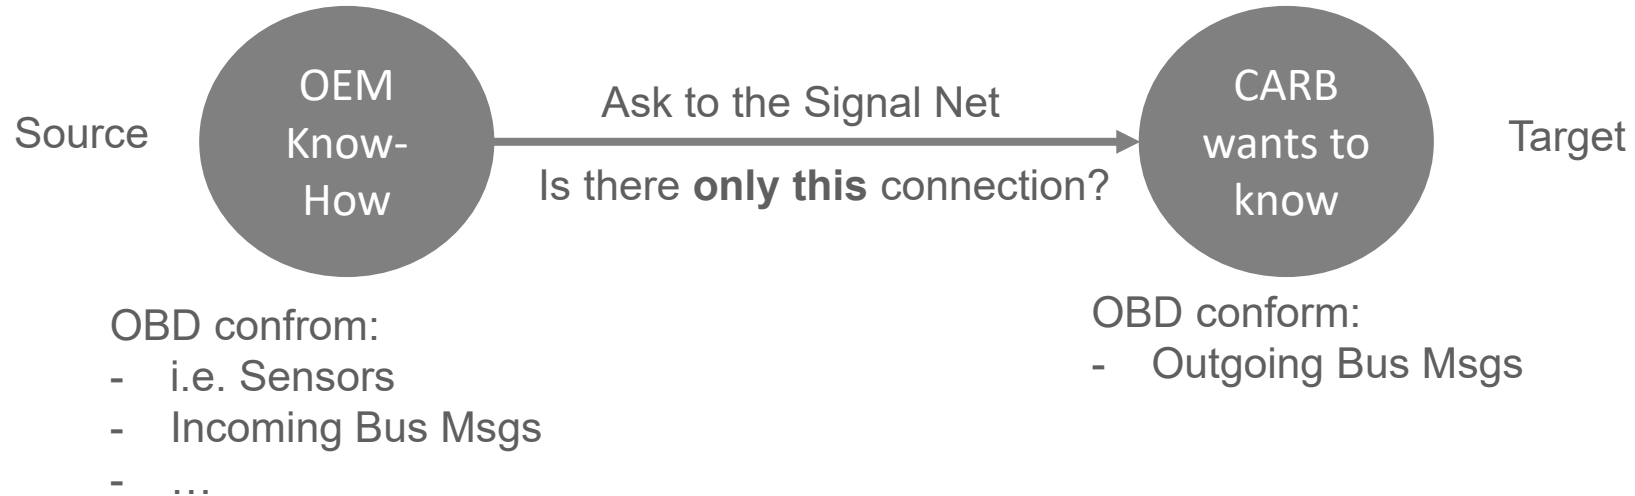 Source
OEM
Know-
How
Ask to the Signal Net
Is there only this connection?
CARB
wants to
know
Target
OBD confrom:
- i.e. Sensors
- Incoming Bus Msgs
- ...
OBD conform:
- Outgoing Bus Msgs